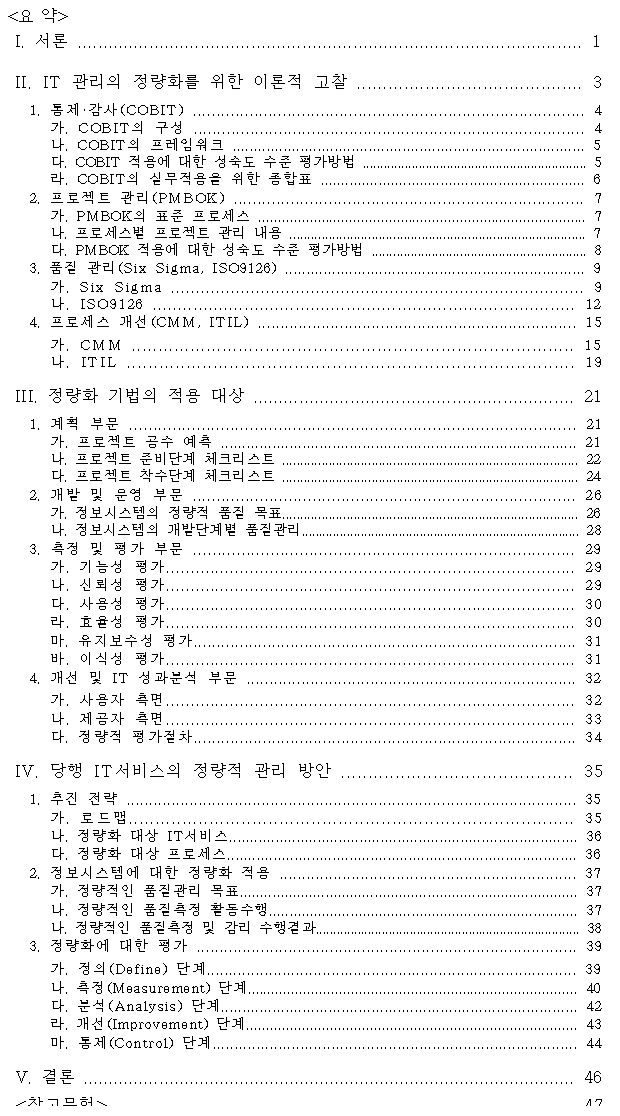 <요 약>
I. 서론 1
II. IT 관리의 정량화를 위한 이론적 고찰 3
1. 통제·감사(COBIT) 4
가. COBIT의 구성 4
나. COBIT의 프레임워크 5
다. COBIT 적용에 대한 성숙도 수준 평가방법 5
라. COBIT의 실무적용을 위한 종합표 6
2. 프로젝트 관리(PMBOK) 7
가. PMBOK의 표준 프로세스 7
나. 프로세스별 프로젝트 관리 내용 7
다. PMBOK 적용에 대한 성숙도 수준 평가방법 8
3. 품질 관리(Six Sigma, ISO9126) 9
가. Six Sigma 9
나. ISO9126 12
4. 프로세스 개선(CMM, ITIL) 15
가. CMM 15
나. ITIL 19
III. 정량화 기법의 적용 대상 21
1. 계획 부문 21
가. 프로젝트 공수 예측 21
나. 프로젝트 준비단계 체크리스트 22
다. 프로젝트 착수단계 체크리스트 24
2. 개발 및 운영 부문 26
가. 정보시스템의 정량적 품질 목표 26
나. 정보시스템의 개발단계별 품질관리 28
3. 측정 및 평가 부문 29
가. 기능성 평가 29
나. 신뢰성 평가 29
다. 사용성 평가 30
라. 효율성 평가 30
마. 유지보수성 평가 31
바. 이식성 평가 31
4. 개선 및 IT 성과분석 부문 32
가. 사용자 측면 32
나. 제공자 측면 33
다. 정량적 평가절차 34
IV. 당행 IT서비스의 정량적 관리 방안 35
1. 추진 전략 35
가. 로드맵 35
나. 정량화 대상 IT서비스 36
다. 정량화 대상 프로세스 36
2. 정보시스템에 대한 정량화 적용 37
가. 정량적인 품질관리 목표 37
나. 정량적인 품질측정 활동수행 37
나. 정량적인 품질측정 및 감리 수행결과 38
3. 정량화에 대한 평가 39
가. 정의(Define) 단계 39
나. 측정(Measurement) 단계 40
다. 분석(Analysis) 단계 42
라. 개선(Improvement) 단계 43
마. 통제(Control) 단계 44
V. 결론 46
<참고문헌> 47